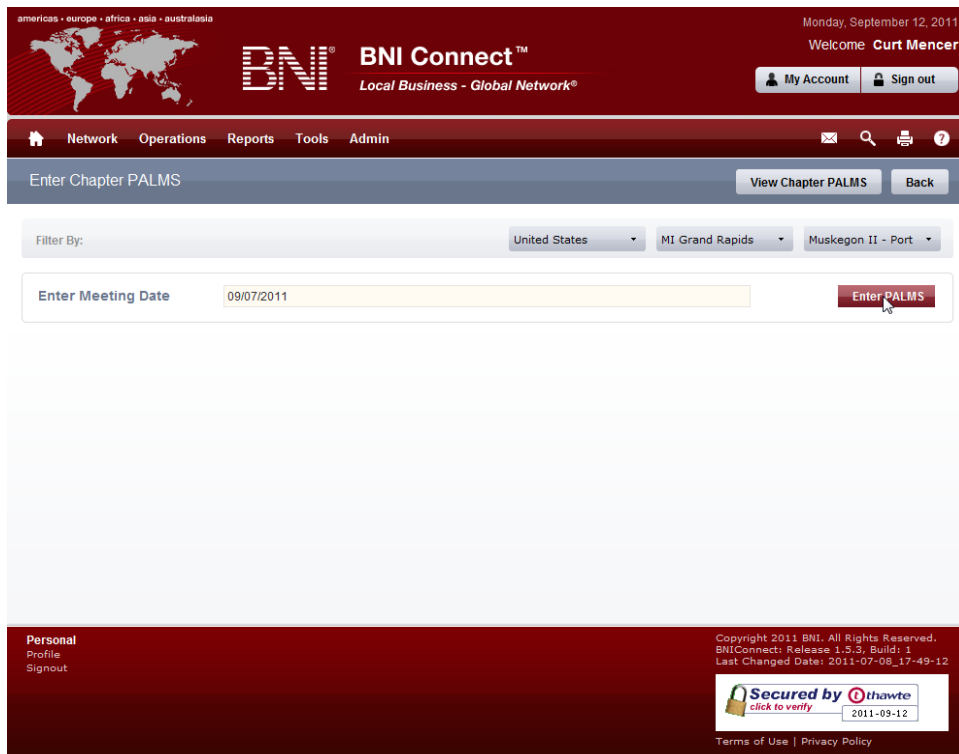 americas • europe • africa • asia • australasia
Monday, September 12, 2011
Welcome Curt Mencer
BNI®
BNI Connect™
Local Business - Global Network®
My Account
Sign out
Network Operations Reports Tools Admin
Enter Chapter PALMS
View Chapter PALMS
Back
Filter By:
United States
MI Grand Rapids
Muskegon II - Port
Enter Meeting Date
09/07/2011
Enter PALMS
Personal
Profile
Signout
Copyright 2011 BNI. All Rights Reserved.
BNIConnect: Release 1.5.3, Build: 1
Last Changed Date: 2011-07-08_17-49-12
Secured by thawte
click to verify
2011-09-12
Terms of Use | Privacy Policy